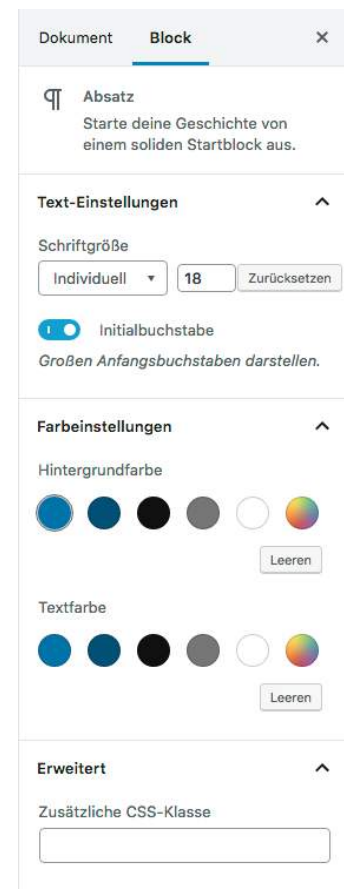 Dokument Block ×
Absatz
Starte deine Geschichte von
einem soliden Startblock aus.
Text-Einstellungen
Schriftgröße
Individuell 18 Zurücksetzen
Initialbuchstabe
Großen Anfangsbuchstaben darstellen.
Farbeinstellungen
Hintergrundfarbe
Leeren
Textfarbe
Leeren
Erweitert
Zusätzliche CSS-Klasse